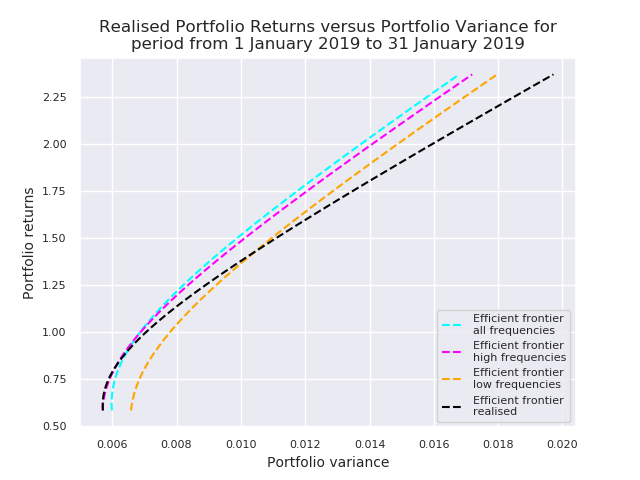 Realised Portfolio Returns versus Portfolio Variance for
period from 1 January 2019 to 31 January 2019
Portfolio returns
2.25
2.00
1.75
1.50
1.25
1.00
0.75
0.50
0.006
0.008
0.010
0.012
0.014
0.016
0.018
0.020
Portfolio variance
Efficient frontier
all frequencies
Efficient frontier
high frequencies
Efficient frontier
low frequencies
Efficient frontier
realised